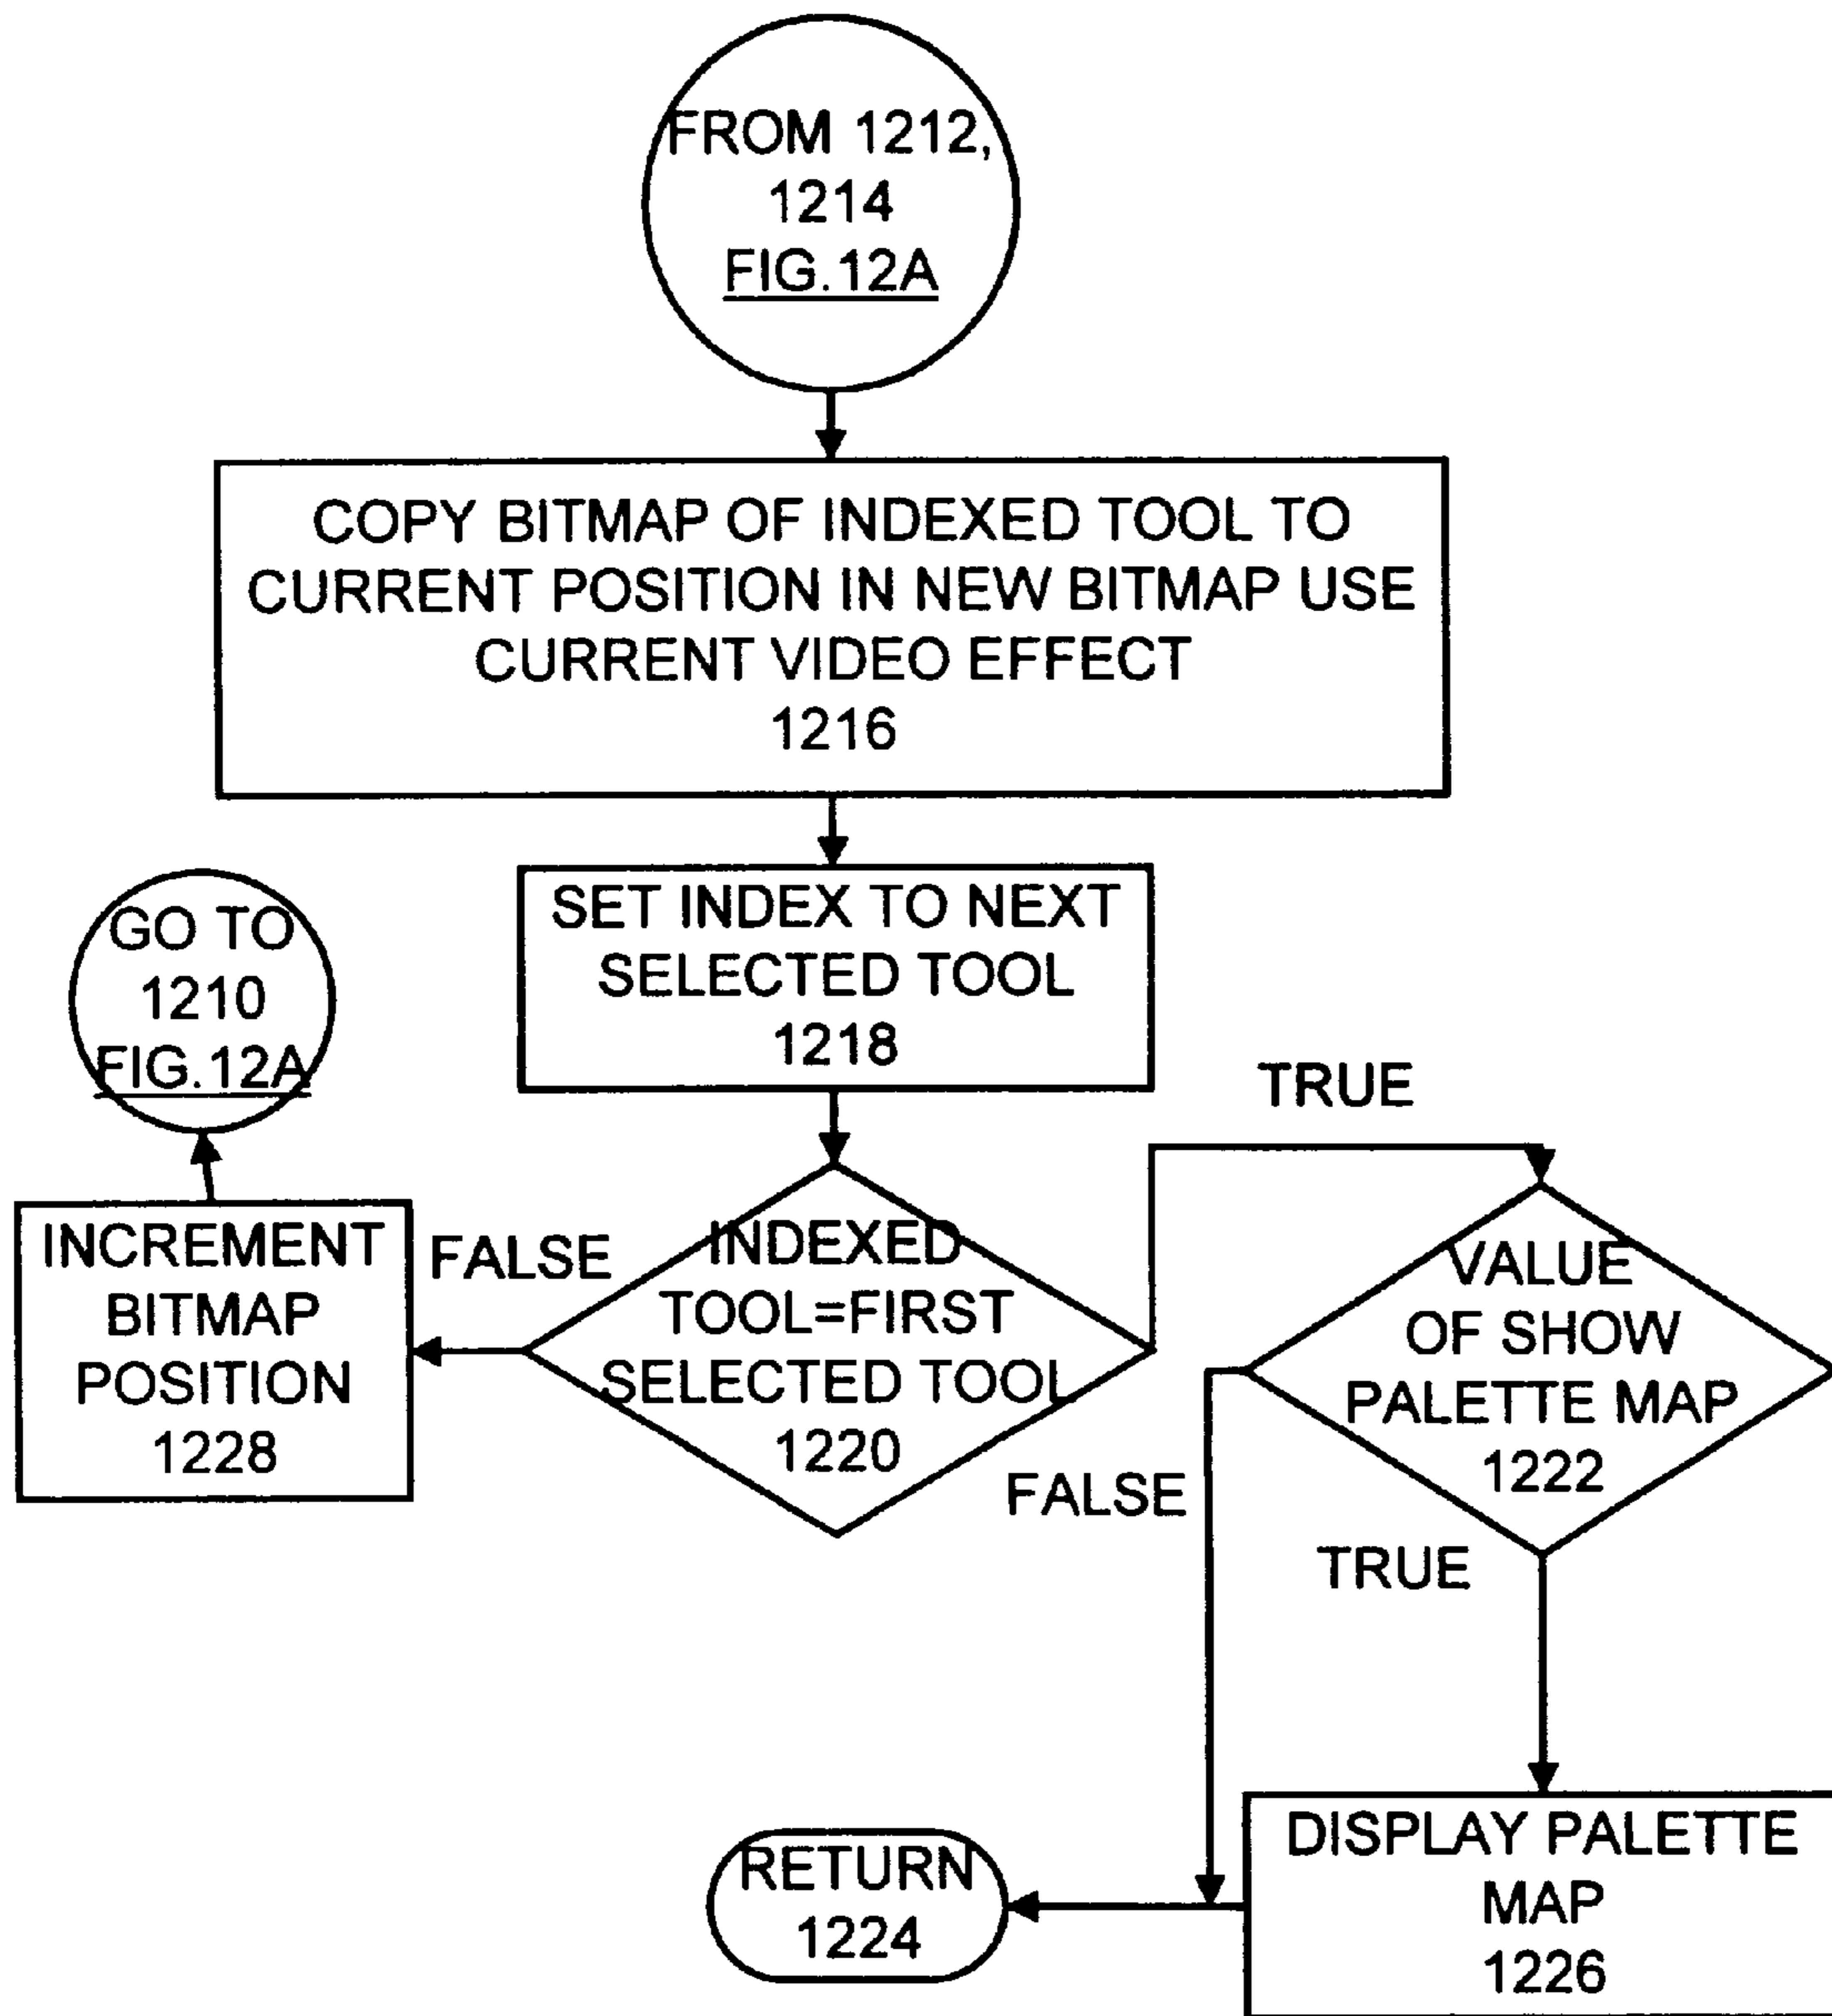 FROM 1212,
1214
FIG.12A
COPY BITMAP OF INDEXED TOOL TO
CURRENT POSITION IN NEW BITMAP USE
CURRENT VIDEO EFFECT
1216
SET INDEX TO NEXT
SELECTED TOOL
1218
GO TO
1210
FIG.12A
TRUE
INCREMENT
BITMAP
POSITION
1228
FALSE
INDEXED
TOOL=FIRST
SELECTED TOOL
1220
VALUE
OF SHOW
PALETTE MAP
1222
FALSE
TRUE
RETURN
1224
DISPLAY PALETTE
MAP
1226